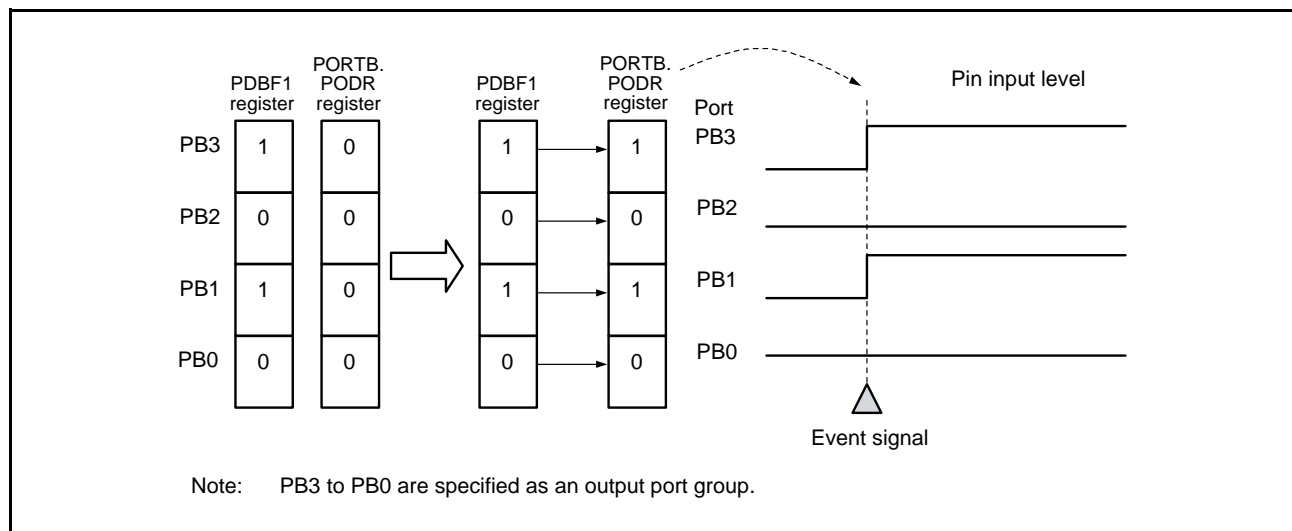 PDBF1
register
PORTB.
PODR
register
PDBF1
register
PORTB.
PODR
register
Pin input level
Port
PB3 1 0 1 1 PB3
PB2 0 0 0 0 PB2
PB1 1 0 1 1 PB1
PB0 0 0 0 0 PB0
Event signal
Note: PB3 to PB0 are specified as an output port group.